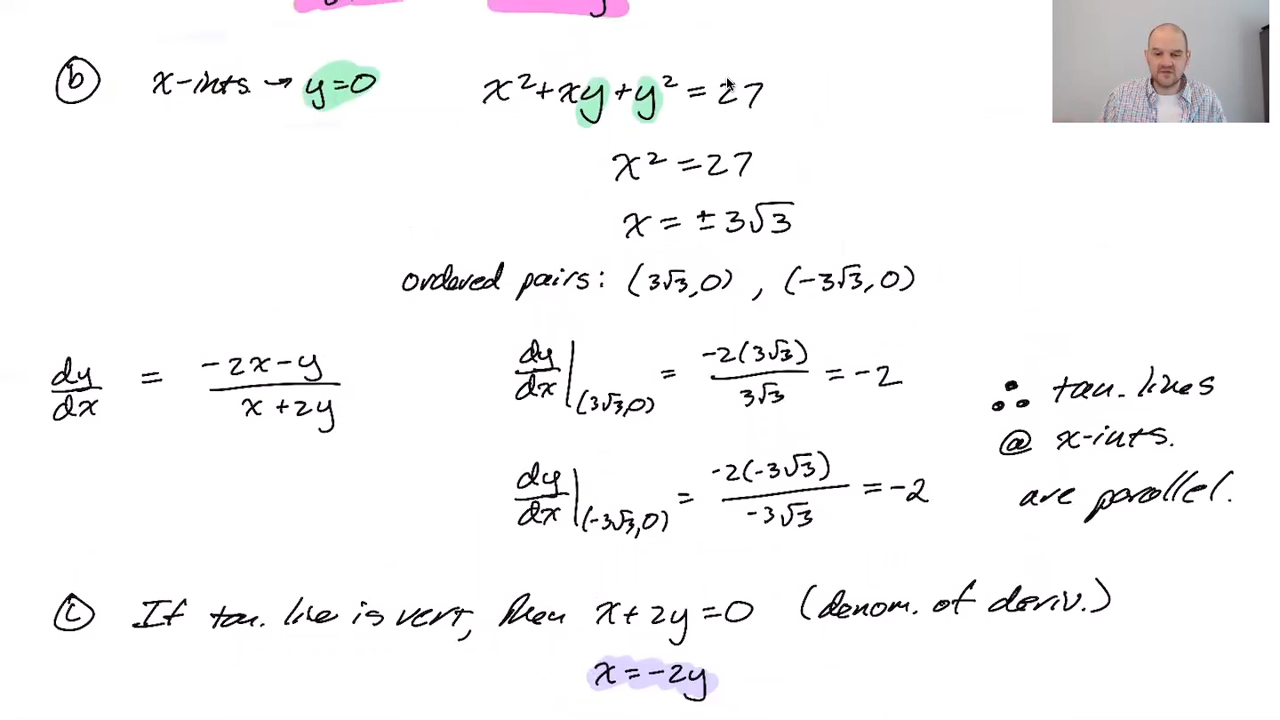 ⓑ x-ints. → y=0 x²+xy+y²=27
x²=27
x=±3√3
ordered pairs: (3√3,0) , (-3√3,0)
dy/dx = (-2x-y)/(x+2y)
dy/dx|(3√3,0) = -2(3√3)/3√3 = -2
dy/dx|(-3√3,0) = -2(-3√3)/-3√3 = -2
∴ tan. lines
@ x-ints.
are parallel.
ⓒ If tan. line is vert, then x+2y=0 (denom. of deriv.)
x=-2y